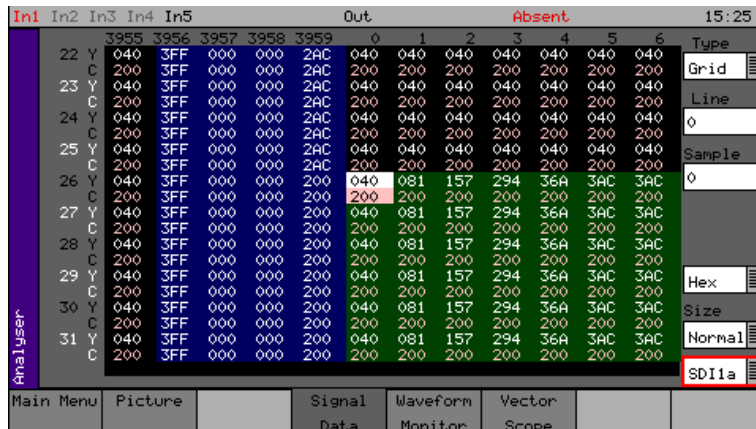 In1 In2 In3 In4 In5 Out Absent 15:25
3955 3956 3957 3958 3959 0 1 2 3 4 5 6 Type
22 Y 040 3FF 000 000 2AC 040 040 040 040 040 040 040
C 200 3FF 000 000 2AC 200 200 200 200 200 200 200 Grid
23 Y 040 3FF 000 000 2AC 040 040 040 040 040 040 040
C 200 3FF 000 000 2AC 200 200 200 200 200 200 200 Line
24 Y 040 3FF 000 000 2AC 040 040 040 040 040 040 040 0
C 200 3FF 000 000 2AC 200 200 200 200 200 200 200
25 Y 040 3FF 000 000 2AC 040 040 040 040 040 040 040 Sample
C 200 3FF 000 000 2AC 200 200 200 200 200 200 200
26 Y 040 3FF 000 000 200 040 081 157 294 36A 3AC 3AC 0
C 200 3FF 000 000 200 200 200 200 200 200 200 200
27 Y 040 3FF 000 000 200 040 081 157 294 36A 3AC 3AC
C 200 3FF 000 000 200 200 200 200 200 200 200 200
28 Y 040 3FF 000 000 200 040 081 157 294 36A 3AC 3AC
C 200 3FF 000 000 200 200 200 200 200 200 200 200
29 Y 040 3FF 000 000 200 040 081 157 294 36A 3AC 3AC Hex
C 200 3FF 000 000 200 200 200 200 200 200 200 200
30 Y 040 3FF 000 000 200 040 081 157 294 36A 3AC 3AC Size
C 200 3FF 000 000 200 200 200 200 200 200 200 200
31 Y 040 3FF 000 000 200 040 081 157 294 36A 3AC 3AC Normal
C 200 3FF 000 000 200 200 200 200 200 200 200 200
SDI1a
Analyser
Main Menu Picture Signal Data Waveform Monitor Vector Scope